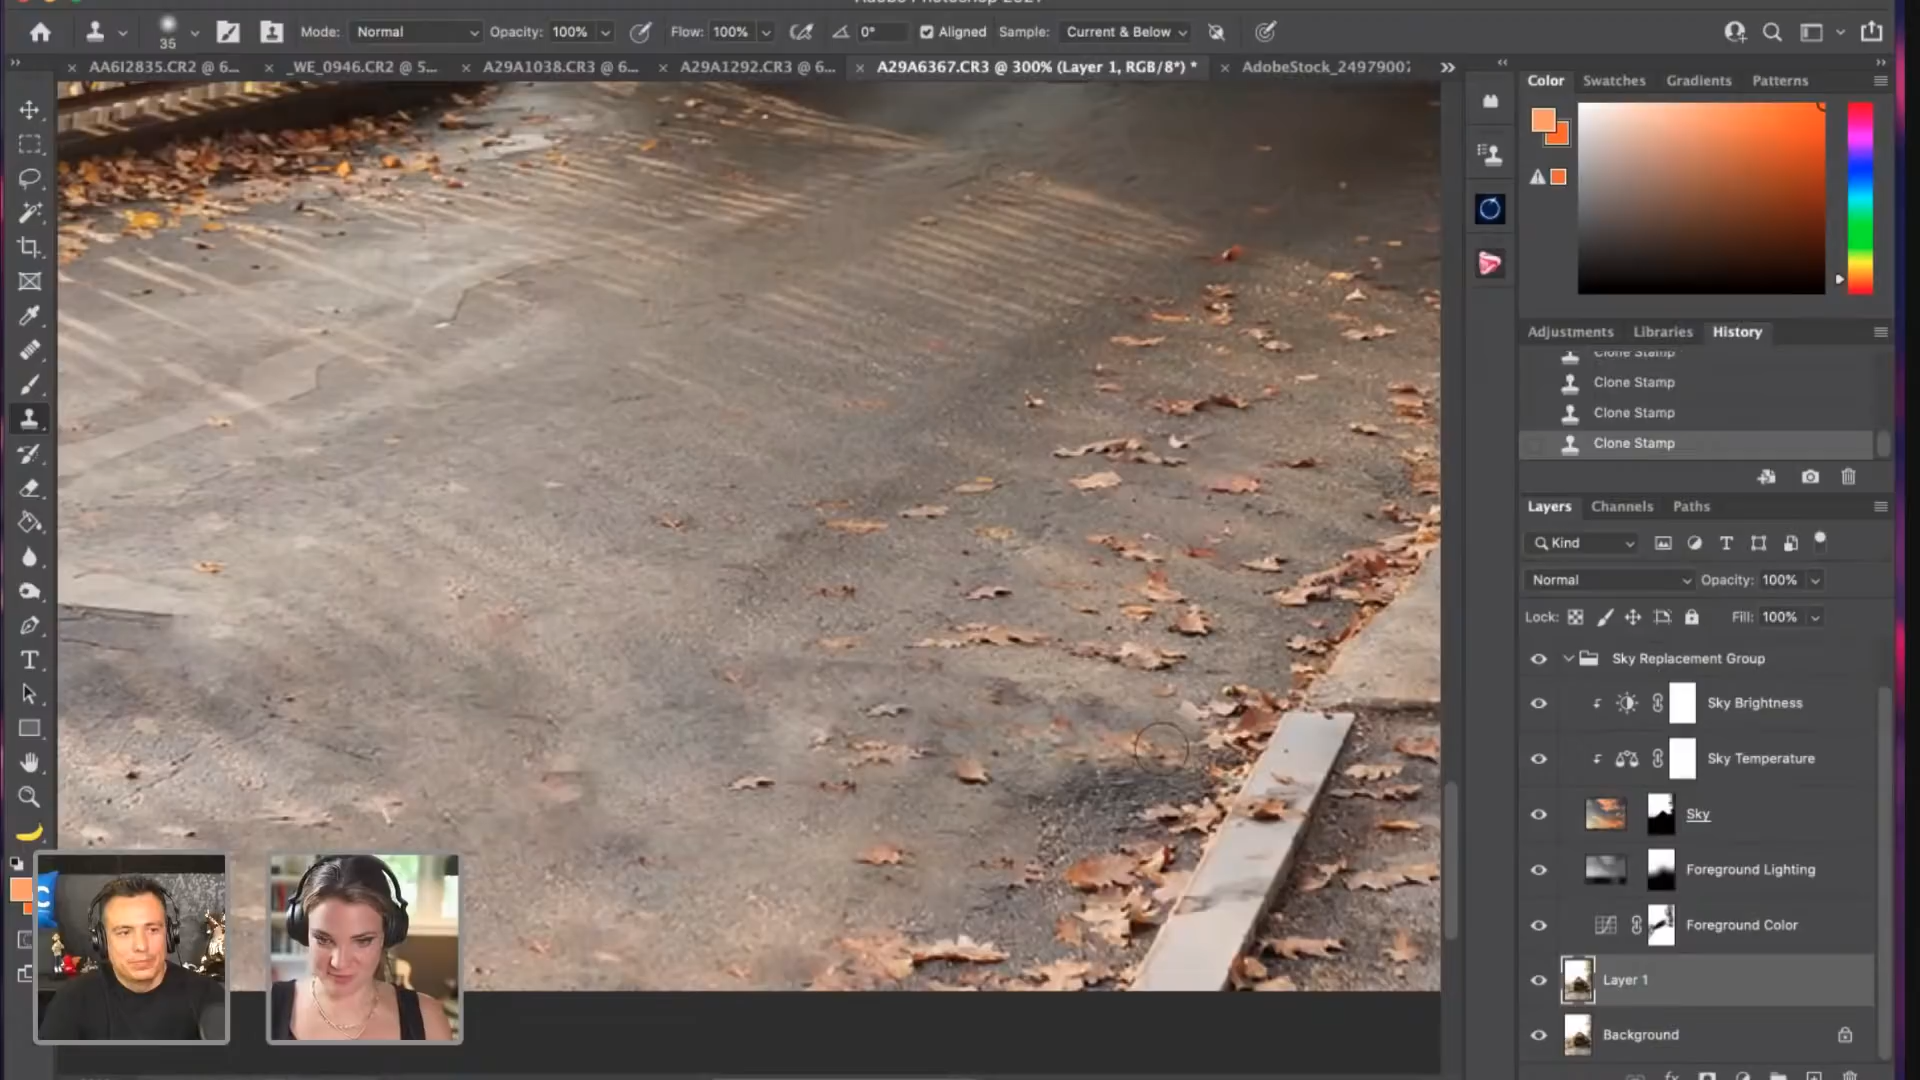 35
Mode: Normal Opacity: 100% Flow: 100% 0° Aligned Sample: Current & Below
AA6I2835.CR2 @ 6... _WE_0946.CR2 @ 5... A29A1038.CR3 @ 6... A29A1292.CR3 @ 6... A29A6367.CR3 @ 300% (Layer 1, RGB/8*) *
Color Swatches Gradients Patterns
Adjustments Libraries History
Clone Stamp
Clone Stamp
Clone Stamp
Clone Stamp
Layers Channels Paths
Kind
Normal Opacity: 100%
Lock: Fill: 100%
Sky Replacement Group
Sky Brightness
Sky Temperature
Sky
Foreground Lighting
Foreground Color
Layer 1
Background